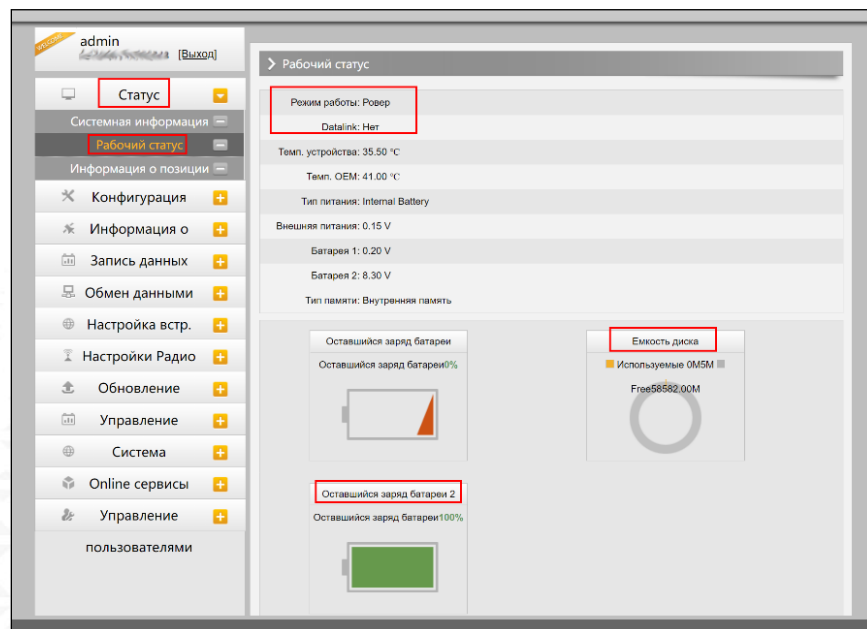 WELCOME
admin
[Выход]
Статус
Системная информация
Рабочий статус
Информация о позиции
Конфигурация
Информация о
Запись данных
Обмен данными
Настройка встр.
Настройки Радио
Обновление
Управление
Система
Online сервисы
Управление
пользователями
Рабочий статус
Режим работы: Ровер
Datalink: Нет
Темп. устройства: 35.50 °C
Темп. OEM: 41.00 °C
Тип питания: Internal Battery
Внешняя питания: 0.15 V
Батарея 1: 0.20 V
Батарея 2: 8.30 V
Тип памяти: Внутренняя память
Оставшийся заряд батареи
Оставшийся заряд батареи0%
Емкость диска
Используемые 0M5M
Free58582.00M
Оставшийся заряд батареи 2
Оставшийся заряд батареи100%